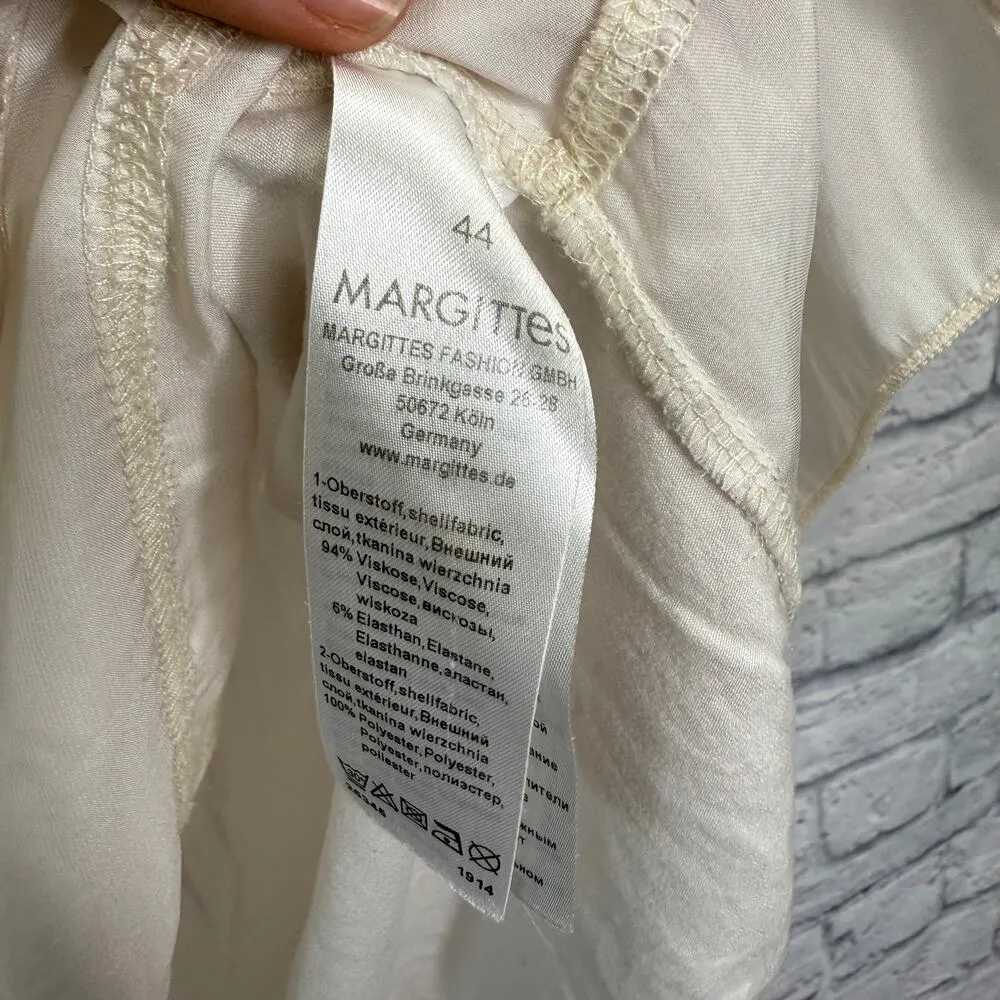 44
MARGiTTes
MARGITTES FASHION GMBH
Große Brinkgasse 26-28
50672 Köln
Germany
www.margittes.de
1-Oberstoff,shellfabric,
tissu extérieur,Внешний
слой,tkanina wierzchnia
94% Viskose,Viscose,
Viscose,вискозы,
wiskoza
6% Elasthan,Elastane,
Elasthanne,эластан,
elastan
2-Oberstoff,shellfabric,
tissu extérieur,Внешний
слой,tkanina wierzchnia
100% Polyester,Polyester,
Polyester,полиэстер,
poliester
30°
1914